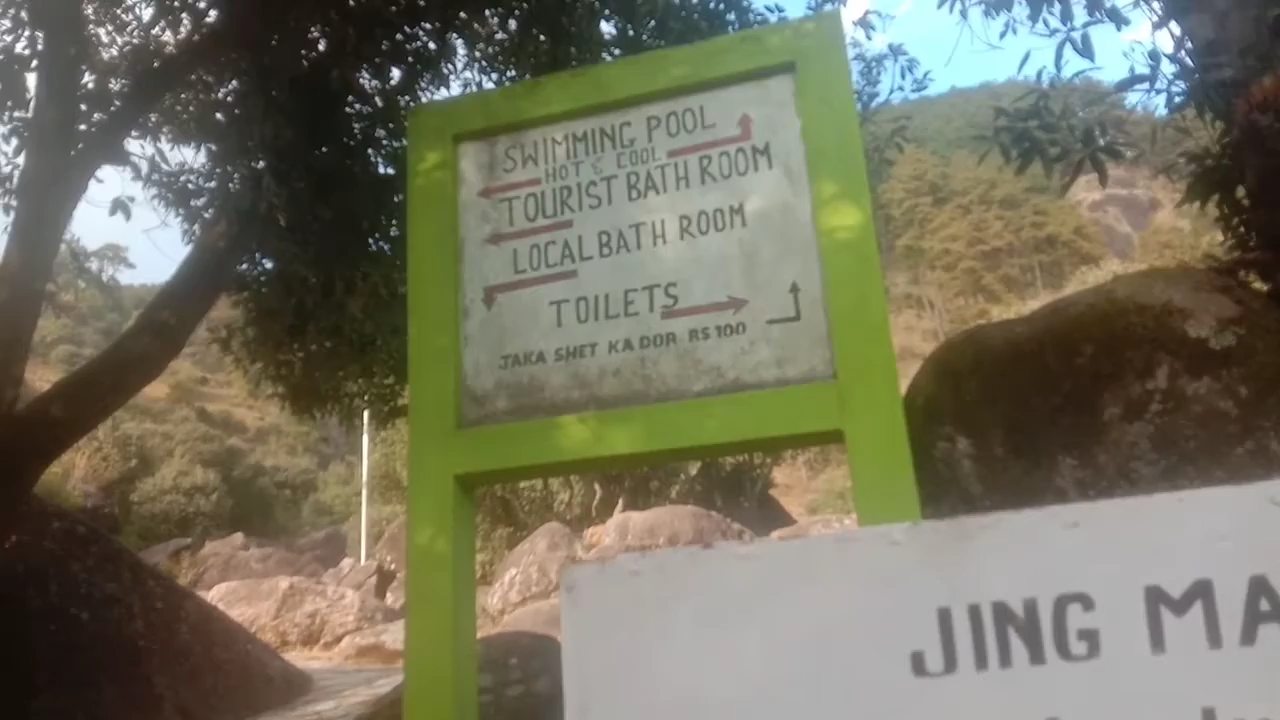 SWIMMING POOL
HOT & COOL
TOURIST BATH ROOM
LOCAL BATH ROOM
TOILETS
JAKA SHET KA DOR RS 100
JING MA